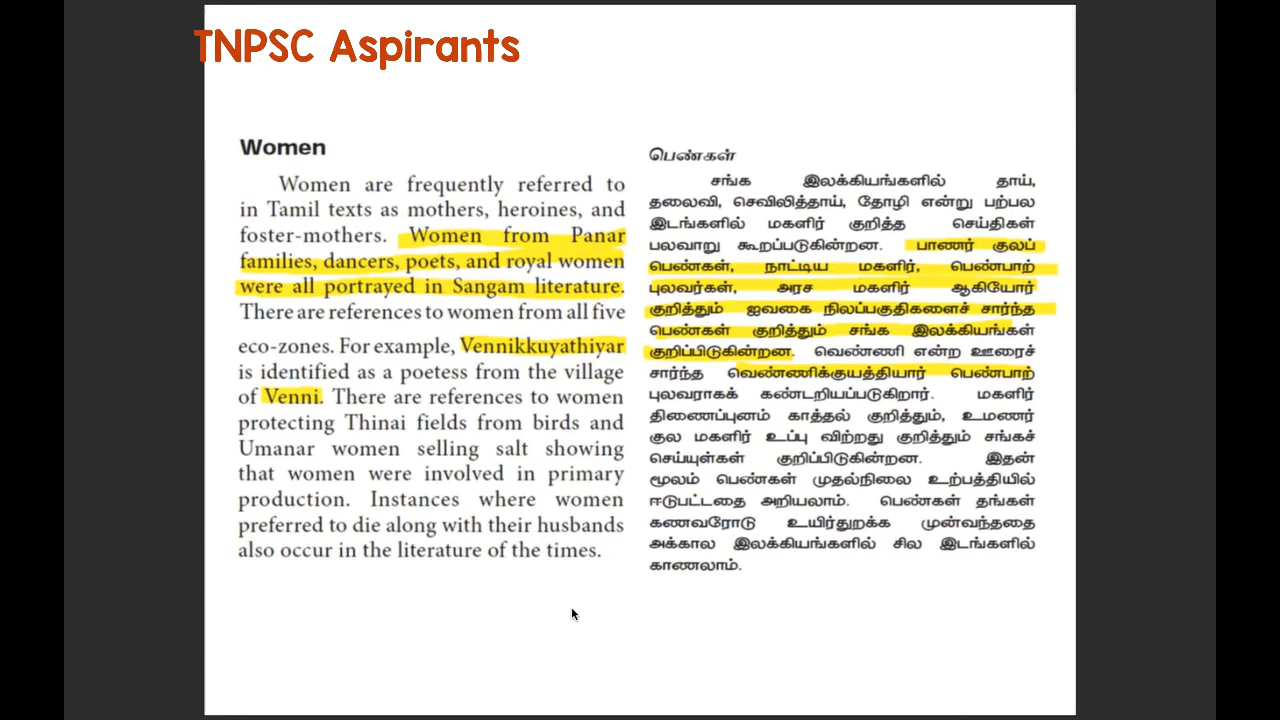 TNPSC Aspirants
Women
Women are frequently referred to
in Tamil texts as mothers, heroines, and
foster-mothers. Women from Panar
families, dancers, poets, and royal women
were all portrayed in Sangam literature.
There are references to women from all five
eco-zones. For example, Vennikkuyathiyar
is identified as a poetess from the village
of Venni. There are references to women
protecting Thinai fields from birds and
Umanar women selling salt showing
that women were involved in primary
production. Instances where women
preferred to die along with their husbands
also occur in the literature of the times.
பெண்கள்
சங்க இலக்கியங்களில் தாய்,
தலைவி, செவிலித்தாய், தோழி என்று பற்பல
இடங்களில் மகளிர் குறித்த செய்திகள்
பலவாறு கூறப்படுகின்றன. பாணர் குலப்
பெண்கள், நாட்டிய மகளிர், பெண்பாற்
புலவர்கள், அரச மகளிர் ஆகியோர்
குறித்தும் ஐவகை நிலப்பகுதிகளைச் சார்ந்த
பெண்கள் குறித்தும் சங்க இலக்கியங்கள்
குறிப்பிடுகின்றன. வெண்ணி என்ற ஊரைச்
சார்ந்த வெண்ணிக்குயத்தியார் பெண்பாற்
புலவராகக் கண்டறியப்படுகிறார். மகளிர்
திணைப்புனம் காத்தல் குறித்தும், உமணர்
குல மகளிர் உப்பு விற்றது குறித்தும் சங்கச்
செய்யுள்கள் குறிப்பிடுகின்றன. இதன்
மூலம் பெண்கள் முதல்நிலை உற்பத்தியில்
ஈடுபட்டதை அறியலாம். பெண்கள் தங்கள்
கணவரோடு உயிர்துறக்க முன்வந்ததை
அக்கால இலக்கியங்களில் சில இடங்களில்
காணலாம்.